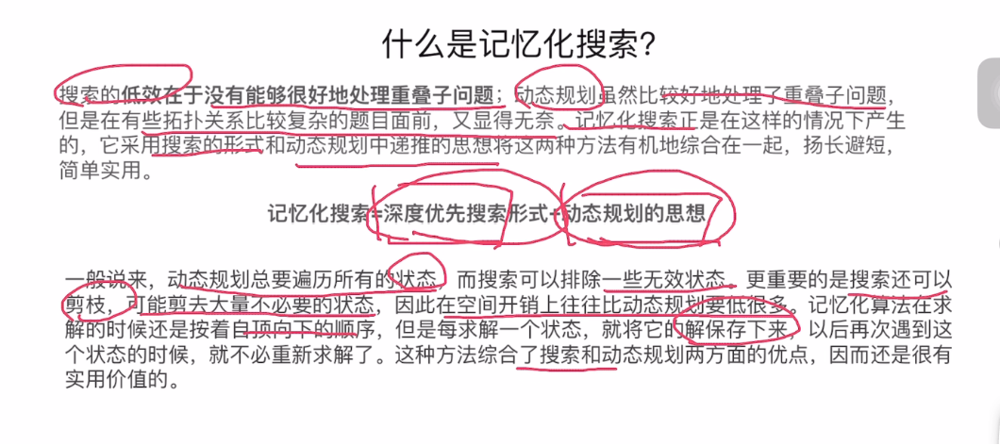 什么是记忆化搜索?
搜索的低效在于没有能够很好地处理重叠子问题；动态规划虽然比较好地处理了重叠子问题，
但是在有些拓扑关系比较复杂的题目面前，又显得无奈。记忆化搜索正是在这样的情况下产生
的，它采用搜索的形式和动态规划中递推的思想将这两种方法有机地综合在一起，扬长避短，
简单实用。
记忆化搜索=深度优先搜索形式+动态规划的思想
一般说来，动态规划总要遍历所有的状态，而搜索可以排除一些无效状态。更重要的是搜索还可以
剪枝，可能剪去大量不必要的状态，因此在空间开销上往往比动态规划要低很多。记忆化算法在求
解的时候还是按着自顶向下的顺序，但是每求解一个状态，就将它的解保存下来，以后再次遇到这
个状态的时候，就不必重新求解了。这种方法综合了搜索和动态规划两方面的优点，因而还是很有
实用价值的。